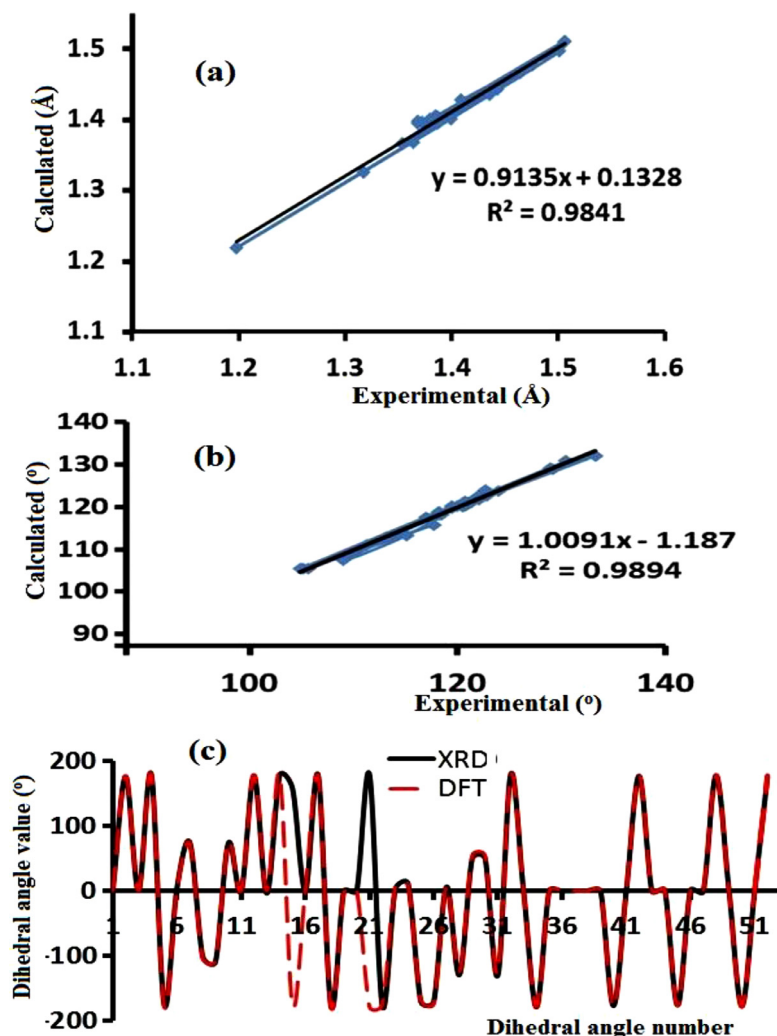 (a)
Calculated (Å)
1.5
1.4
1.3
1.2
1.1
y = 0.9135x + 0.1328
R² = 0.9841
1.1 1.2 1.3 1.4 1.5 1.6
Experimental (Å)
(b)
Calculated (º)
140
130
120
110
100
90
y = 1.0091x - 1.187
R² = 0.9894
100 120 140
Experimental (º)
(c)
Dihedral angle value (º)
200
100
0
-100
-200
XRD
DFT
1 6 11 16 21 26 31 36 41 46 51
Dihedral angle number